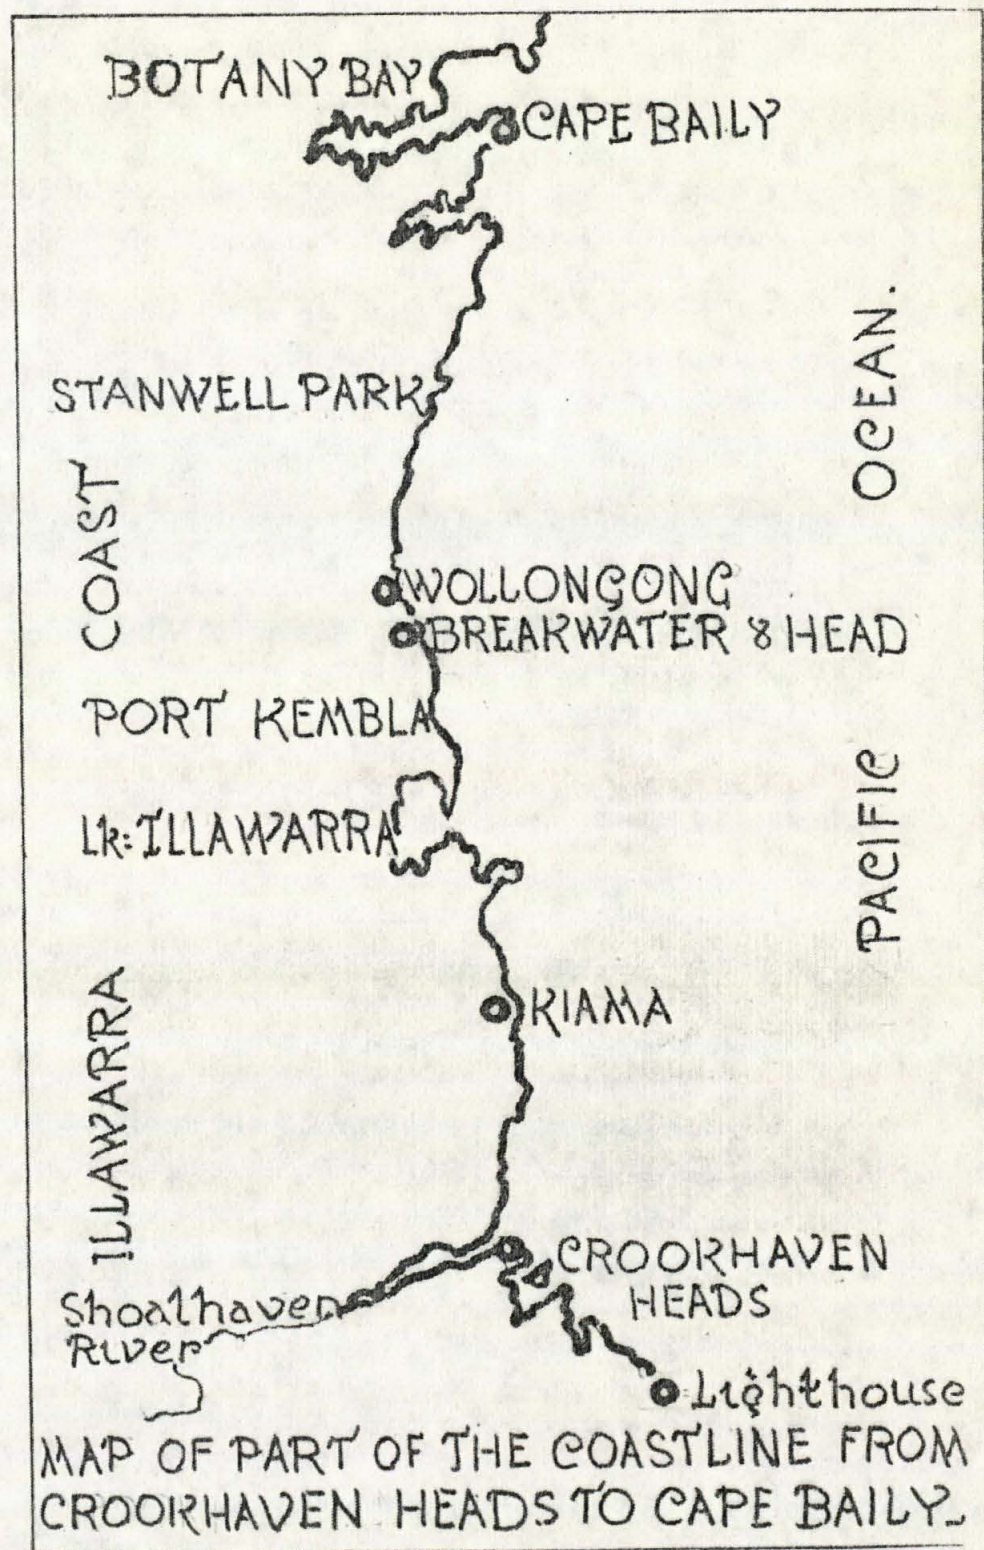 BOTANY BAY
CAPE BAILY
STANWELL PARK
OCEAN.
COAST
WOLLONGONG
BREAKWATER & HEAD
PORT KEMBLA
PACIFIC
Lk: ILLAWARRA
KIAMA
ILLAWARRA
CROOKHAVEN
HEADS
Shoalhaven
River
Lighthouse
MAP OF PART OF THE COASTLINE FROM
CROOKHAVEN HEADS TO CAPE BAILY_